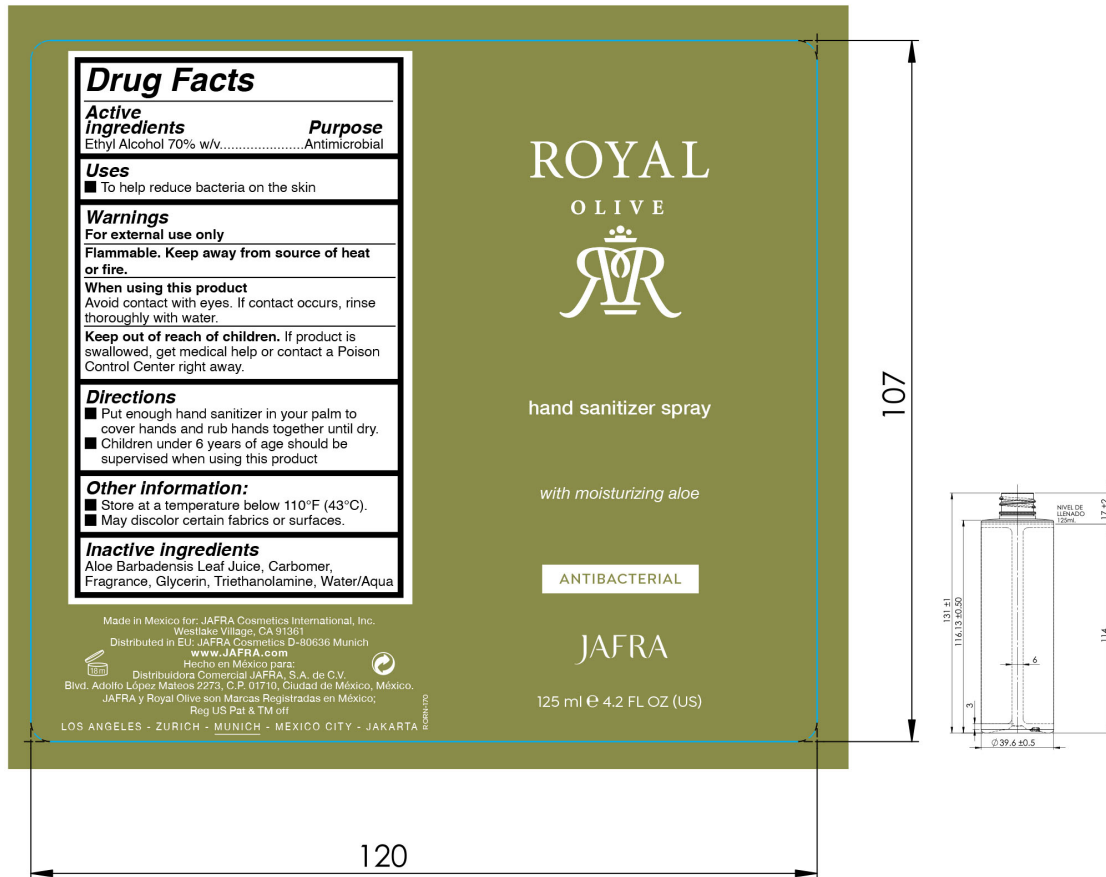 Drug Facts
Active
ingredients Purpose
Ethyl Alcohol 70% w/v......................Antimicrobial
Uses
■ To help reduce bacteria on the skin
Warnings
For external use only
Flammable. Keep away from source of heat
or fire.
When using this product
Avoid contact with eyes. If contact occurs, rinse
thoroughly with water.
Keep out of reach of children. If product is
swallowed, get medical help or contact a Poison
Control Center right away.
Directions
■ Put enough hand sanitizer in your palm to
cover hands and rub hands together until dry.
■ Children under 6 years of age should be
supervised when using this product
Other information:
■ Store at a temperature below 110°F (43°C).
■ May discolor certain fabrics or surfaces.
Inactive ingredients
Aloe Barbadensis Leaf Juice, Carbomer,
Fragrance, Glycerin, Triethanolamine, Water/Aqua
Made in Mexico for: JAFRA Cosmetics International, Inc.
Westlake Village, CA 91361
Distributed in EU: JAFRA Cosmetics D-80636 Munich
www.JAFRA.com
18m
Hecho en México para:
Distribuidora Comercial JAFRA, S.A. de C.V.
Blvd. Adolfo López Mateos 2273, C.P. 01710, Ciudad de México, México.
JAFRA y Royal Olive son Marcas Registradas en México;
Reg US Pat & TM off
RORN-170
LOS ANGELES - ZURICH - MUNICH - MEXICO CITY - JAKARTA
ROYAL
OLIVE
RR
hand sanitizer spray
with moisturizing aloe
ANTIBACTERIAL
JAFRA
125 ml ℮ 4.2 FL OZ (US)
107
120
NIVEL DE
LLENADO
125ml.
17 ±2
131 ±1
116.13 ±0.50
114
6
3
Ø39.6 ±0.5